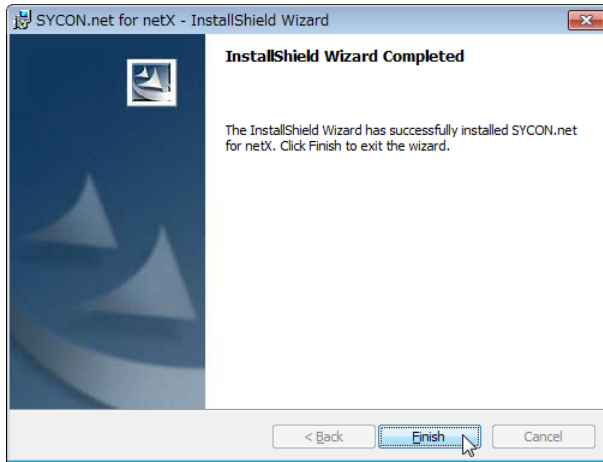 SYCON.net for netX - InstallShield Wizard
InstallShield Wizard Completed
The InstallShield Wizard has successfully installed SYCON.net
for netX. Click Finish to exit the wizard.
< Back Finish Cancel